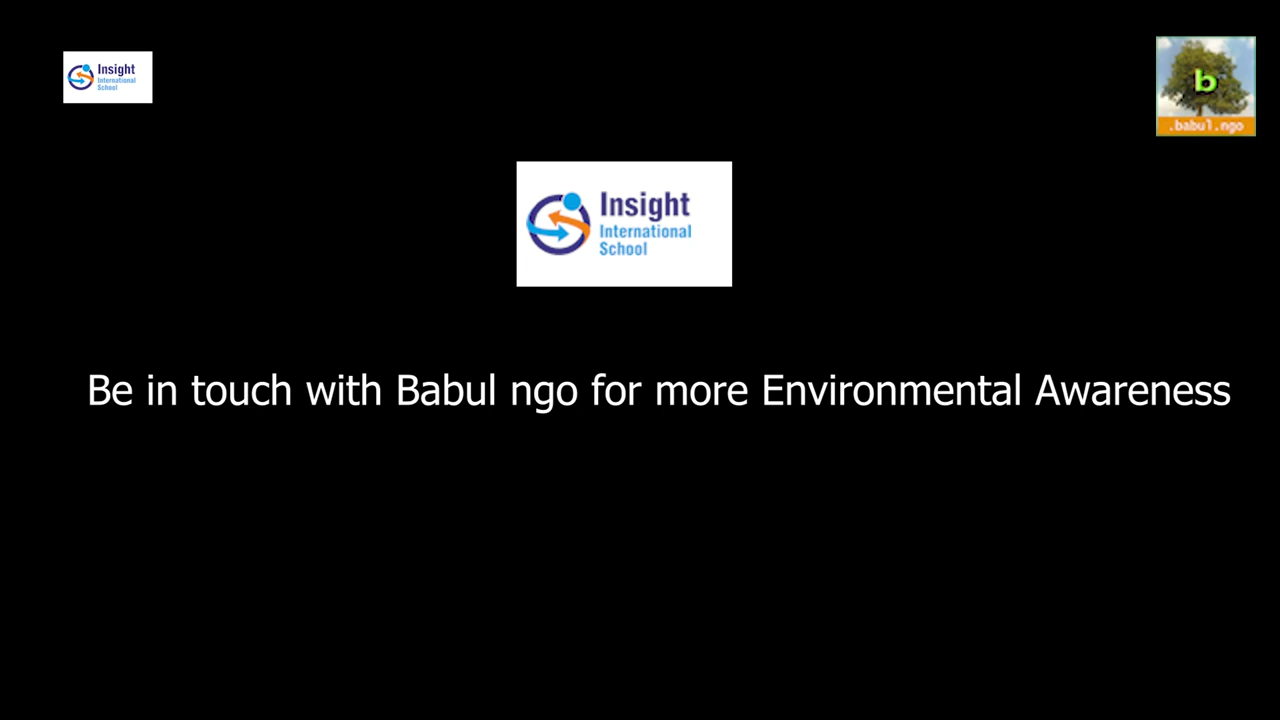 Insight
International
School
b
.babul.ngo
Insight
International
School
Be in touch with Babul ngo for more Environmental Awareness